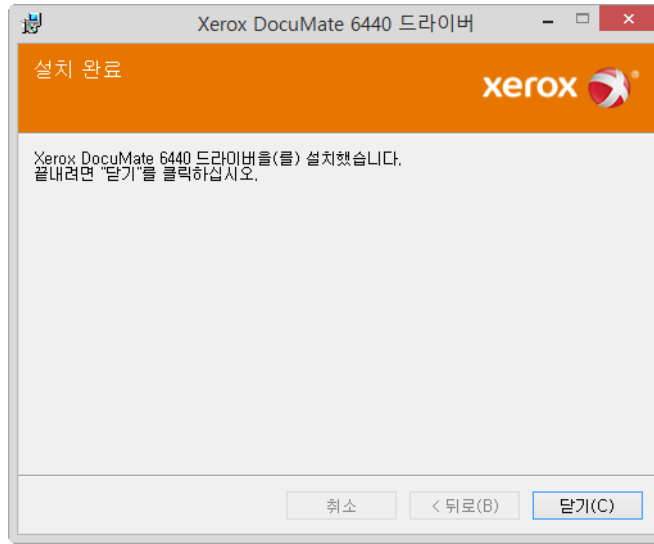 Xerox DocuMate 6440 드라이버
설치 완료
xerox
Xerox DocuMate 6440 드라이버을(를) 설치했습니다.
끝내려면 "닫기"를 클릭하십시오.
취소
< 뒤로(B)
닫기(C)